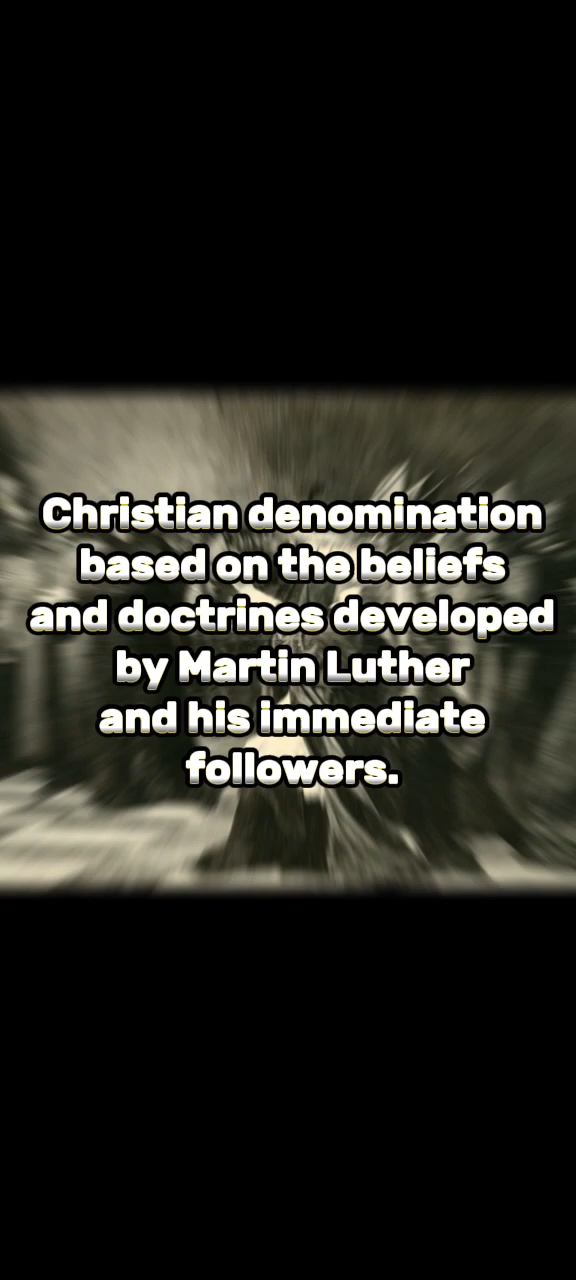 Christian denomination
based on the beliefs
and doctrines developed
by Martin Luther
and his immediate
followers.